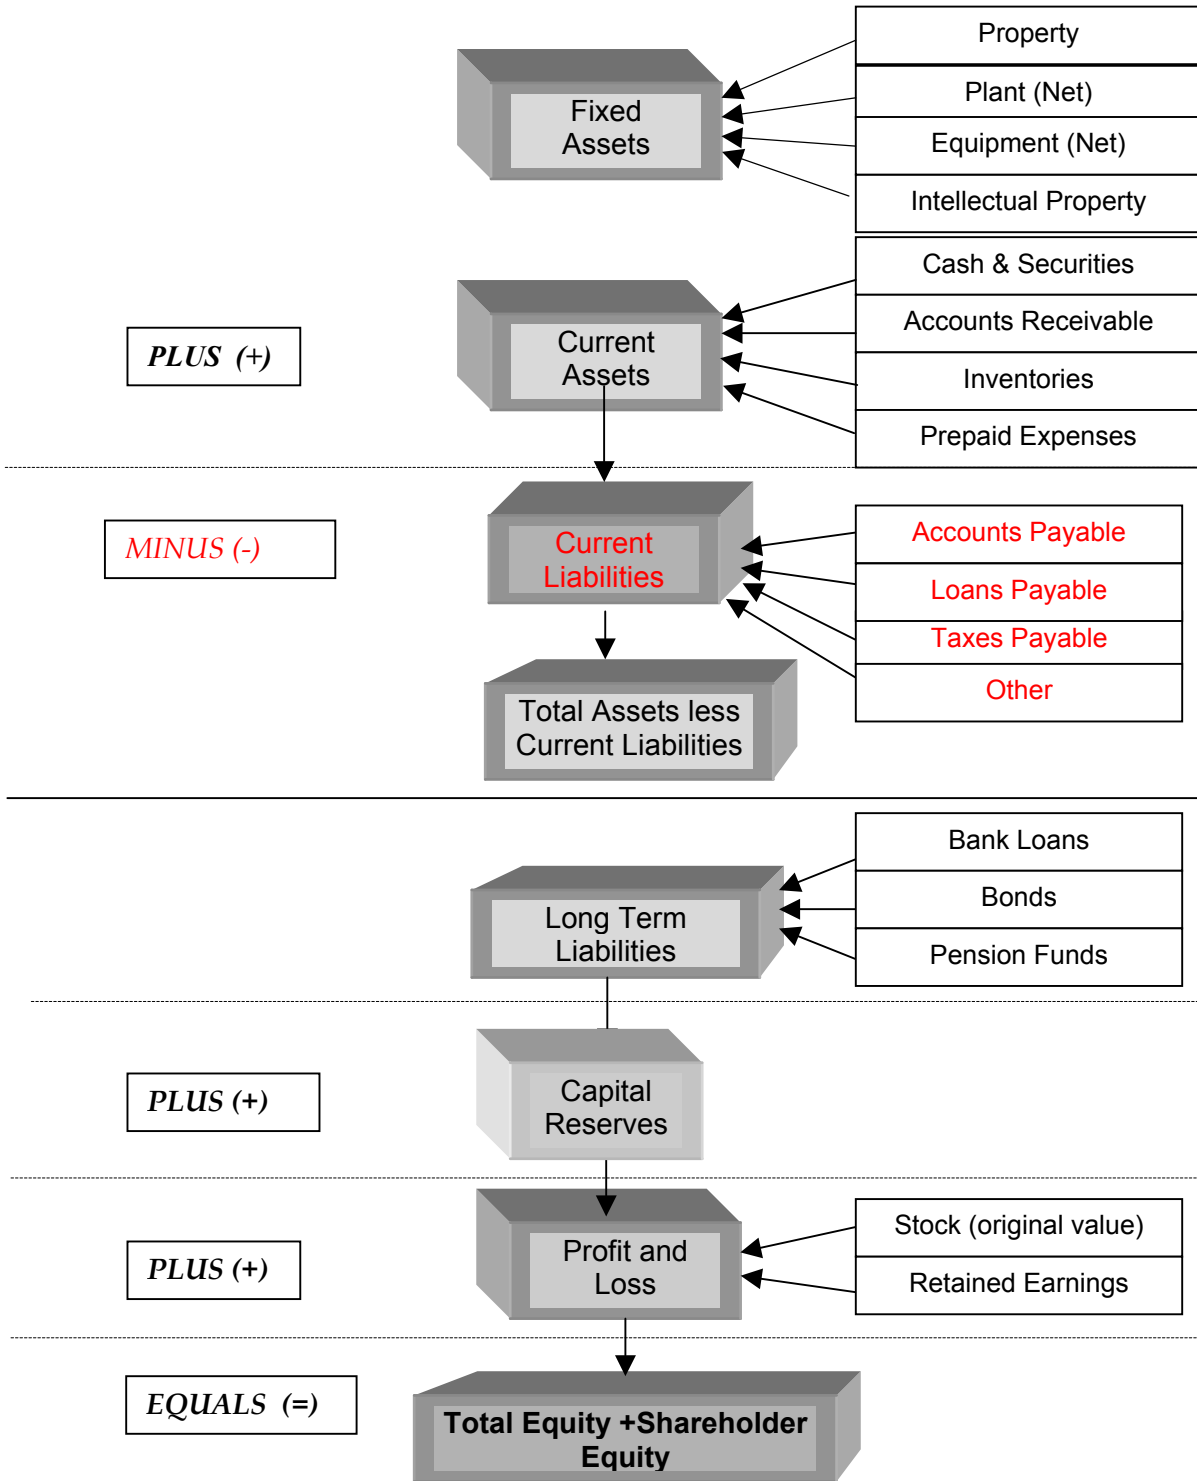 Property
Fixed
Assets
Plant (Net)
Equipment (Net)
Intellectual Property
PLUS (+)
Current
Assets
Cash & Securities
Accounts Receivable
Inventories
Prepaid Expenses
MINUS (-)
Current
Liabilities
Accounts Payable
Loans Payable
Taxes Payable
Other
Total Assets less
Current Liabilities
Long Term
Liabilities
Bank Loans
Bonds
Pension Funds
PLUS (+)
Capital
Reserves
PLUS (+)
Profit and
Loss
Stock (original value)
Retained Earnings
EQUALS (=)
Total Equity +Shareholder
Equity